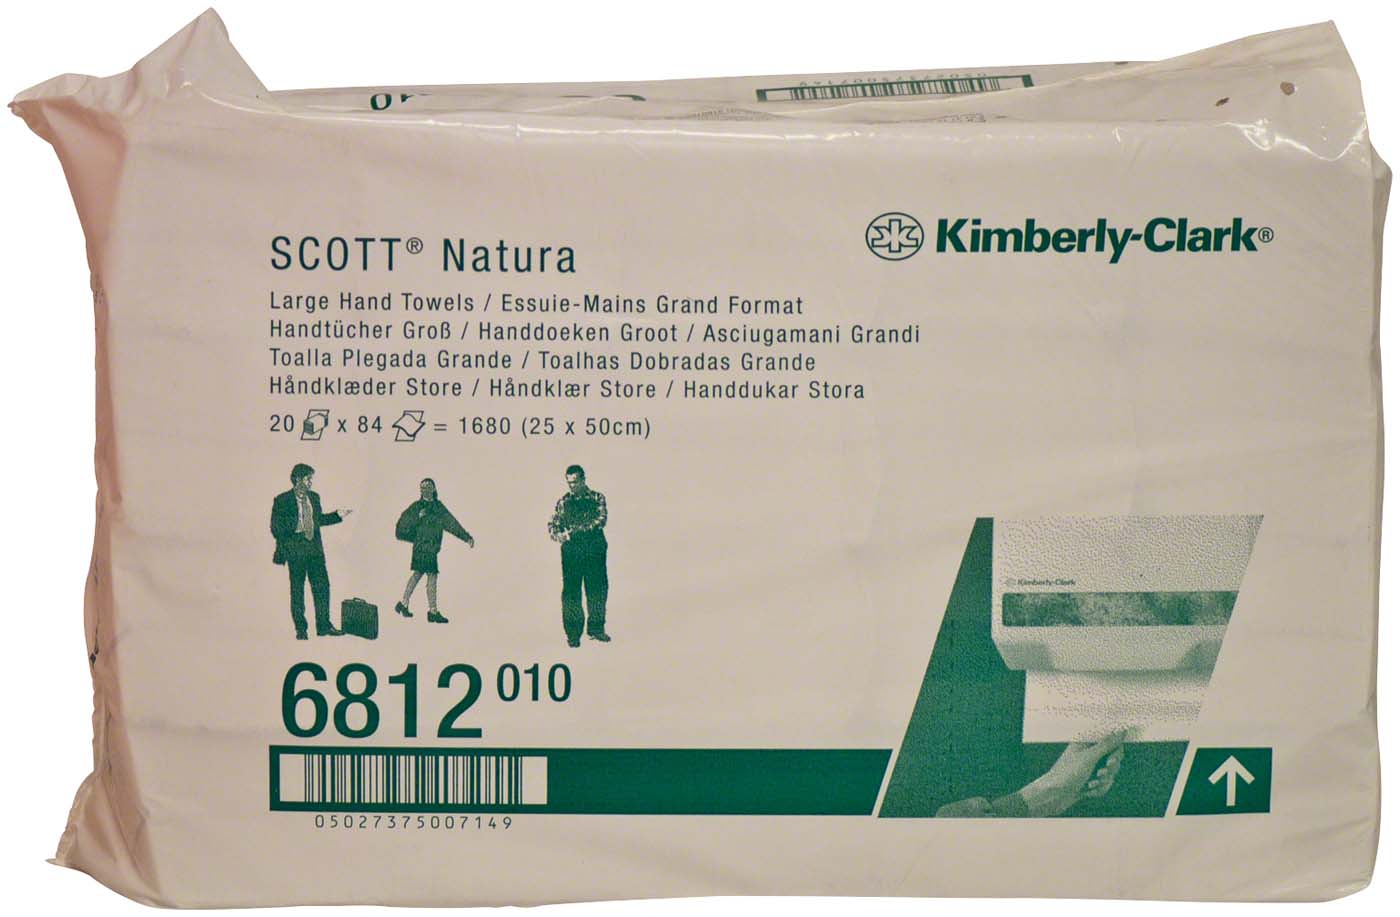 SCOTT® Natura
Kimberly-Clark®
Large Hand Towels / Essuie-Mains Grand Format
Handtücher Groß / Handdoeken Groot / Asciugamani Grandi
Toalla Plegada Grande / Toalhas Dobradas Grande
Håndklæder Store / Håndklær Store / Handdukar Stora
20 x 84 = 1680 (25 x 50cm)
Kimberly-Clark
6812 010
05027375007149